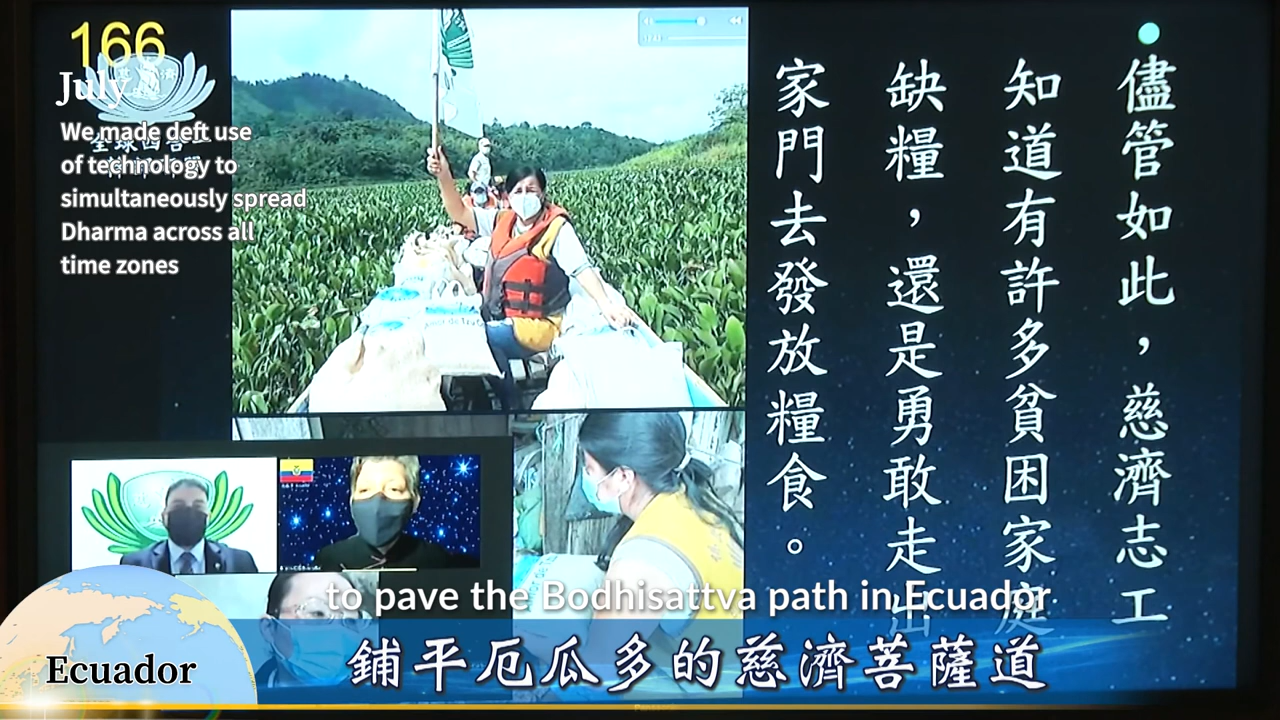 166
July
We made deft use
of technology to
simultaneously spread
Dharma across all
time zones
儘管如此，慈濟志工
知道有許多貧困家庭
缺糧，還是勇敢走出
家門去發放糧食。
to pave the Bodhisattva path in Ecuador
鋪平厄瓜多的慈濟菩薩道
Ecuador